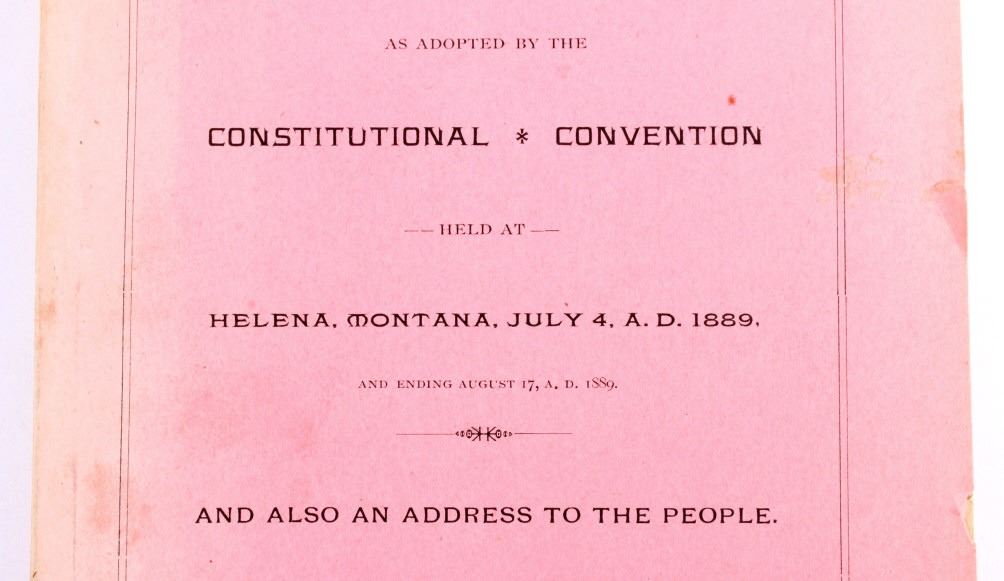 AS ADOPTED BY THE
CONSTITUTIONAL * CONVENTION
—— HELD AT ——
HELENA, MONTANA, JULY 4, A. D. 1889,
AND ENDING AUGUST 17, A. D. 1889.
AND ALSO AN ADDRESS TO THE PEOPLE.